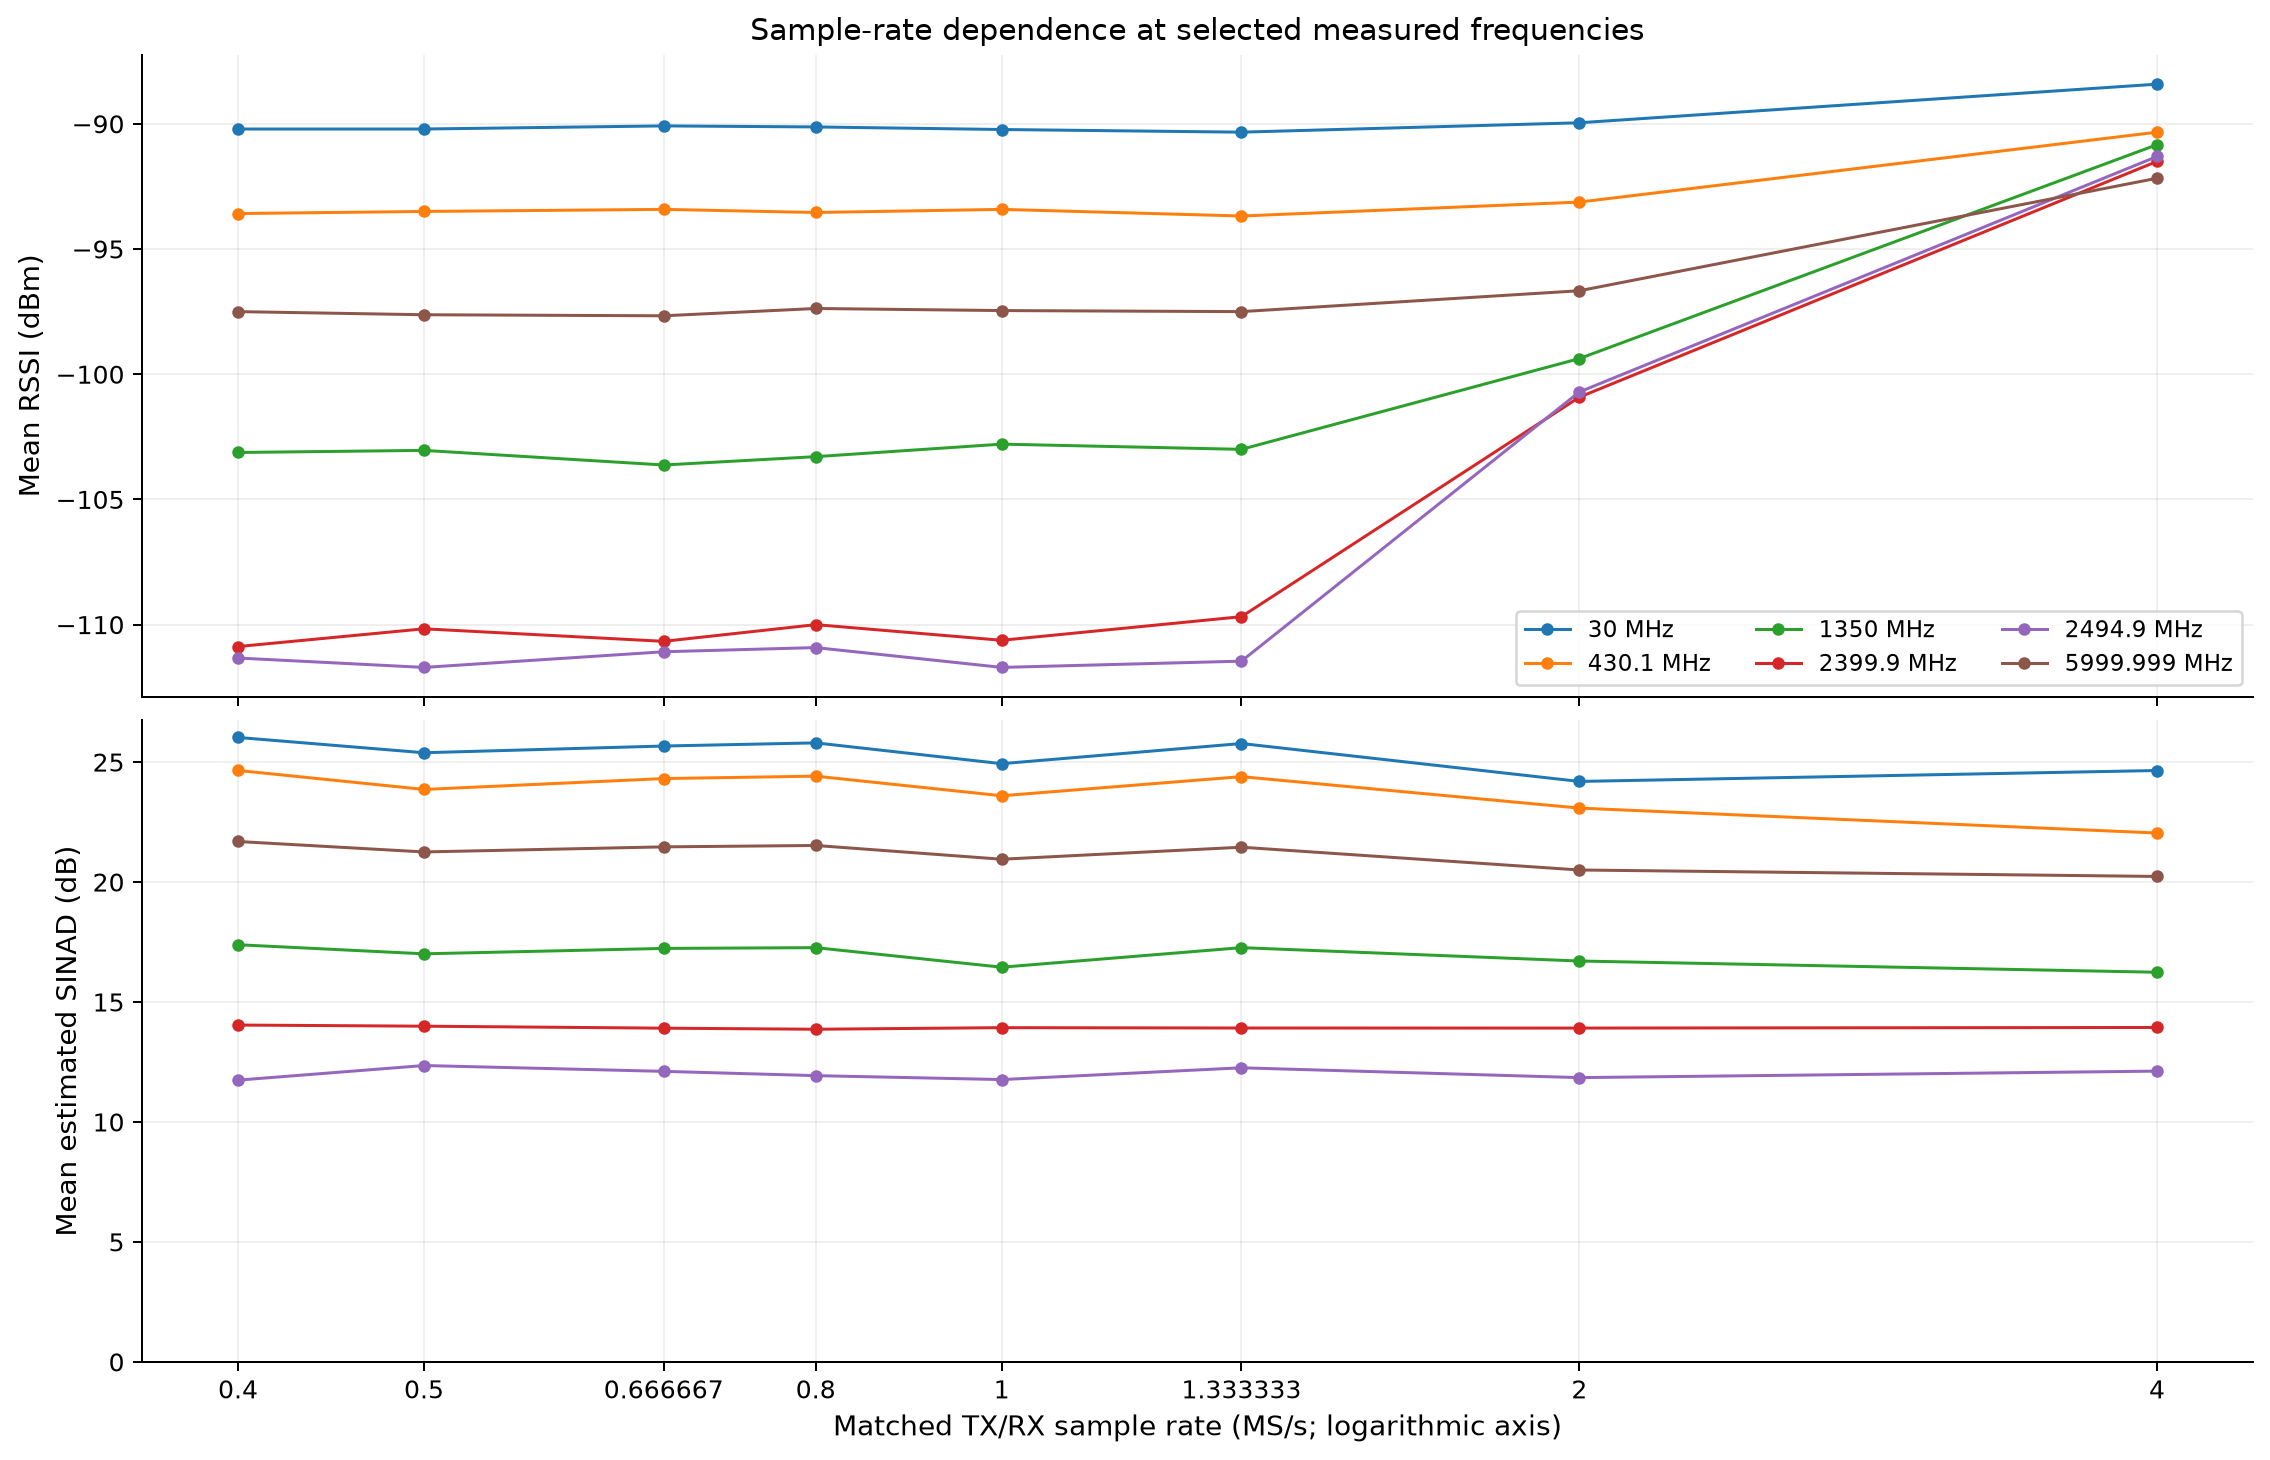 Sample-rate dependence at selected measured frequencies
Mean RSSI (dBm)
−90
−95
−100
−105
−110
30 MHz
430.1 MHz
1350 MHz
2399.9 MHz
2494.9 MHz
5999.999 MHz
Mean estimated SINAD (dB)
25
20
15
10
5
0
0.4 0.5 0.666667 0.8 1 1.333333 2 4
Matched TX/RX sample rate (MS/s; logarithmic axis)